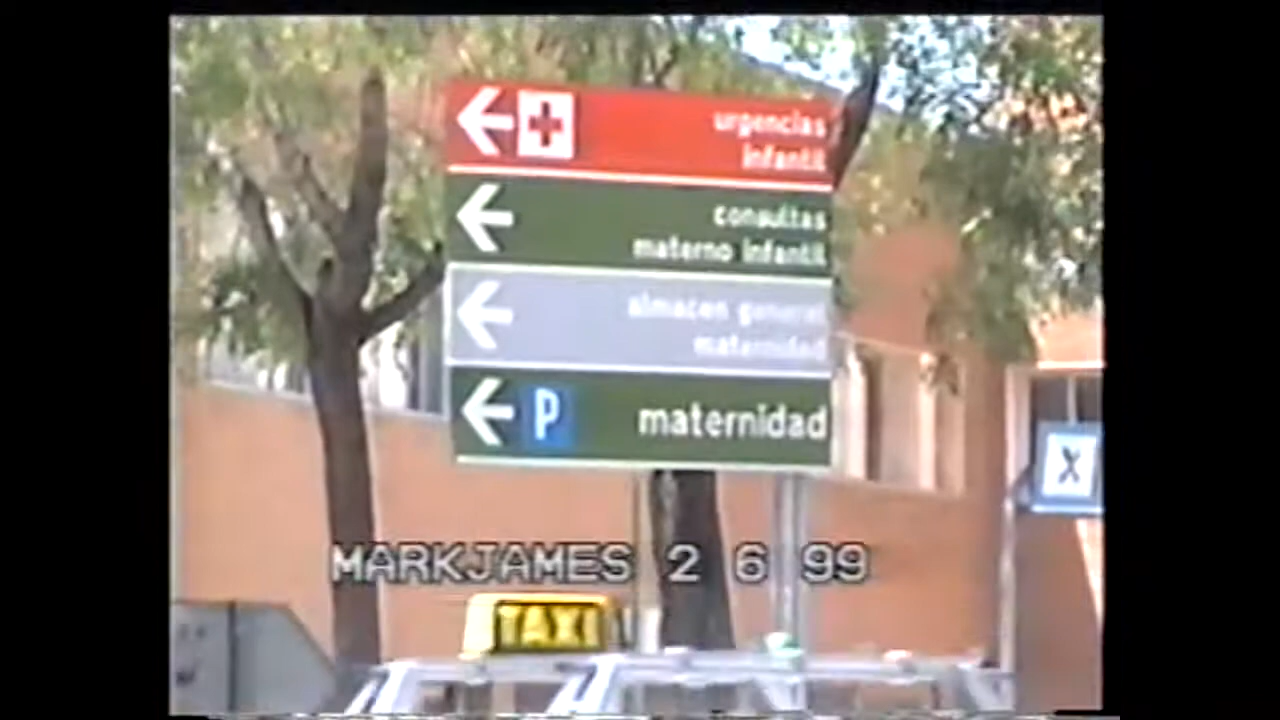 urgencias
infantil
consultas
materno infantil
almacen general
maternidad
P maternidad
X
MARKJAMES 2 6 99
TAXI